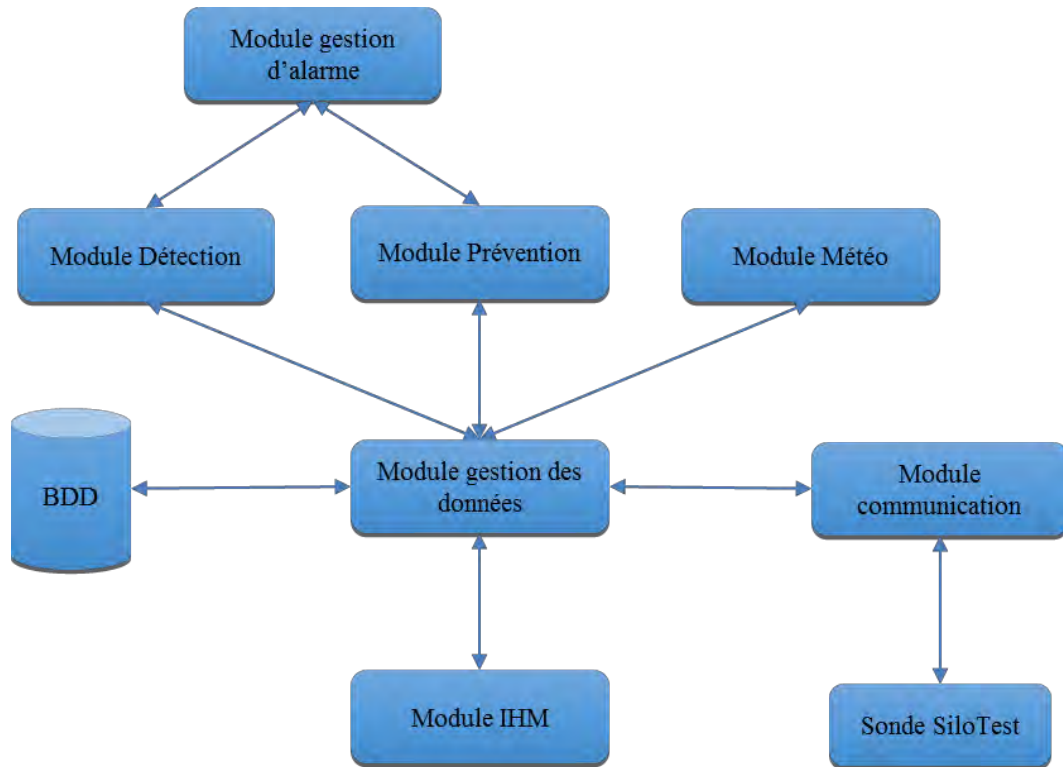 Module gestion
d'alarme
Module Détection
Module Prévention
Module Météo
BDD
Module gestion des
données
Module
communication
Module IHM
Sonde SiloTest